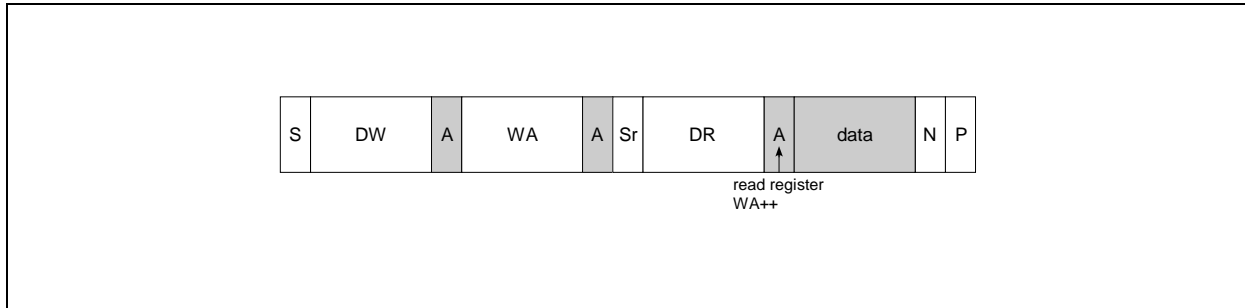 S DW A WA A Sr DR A data N P
read register
WA++